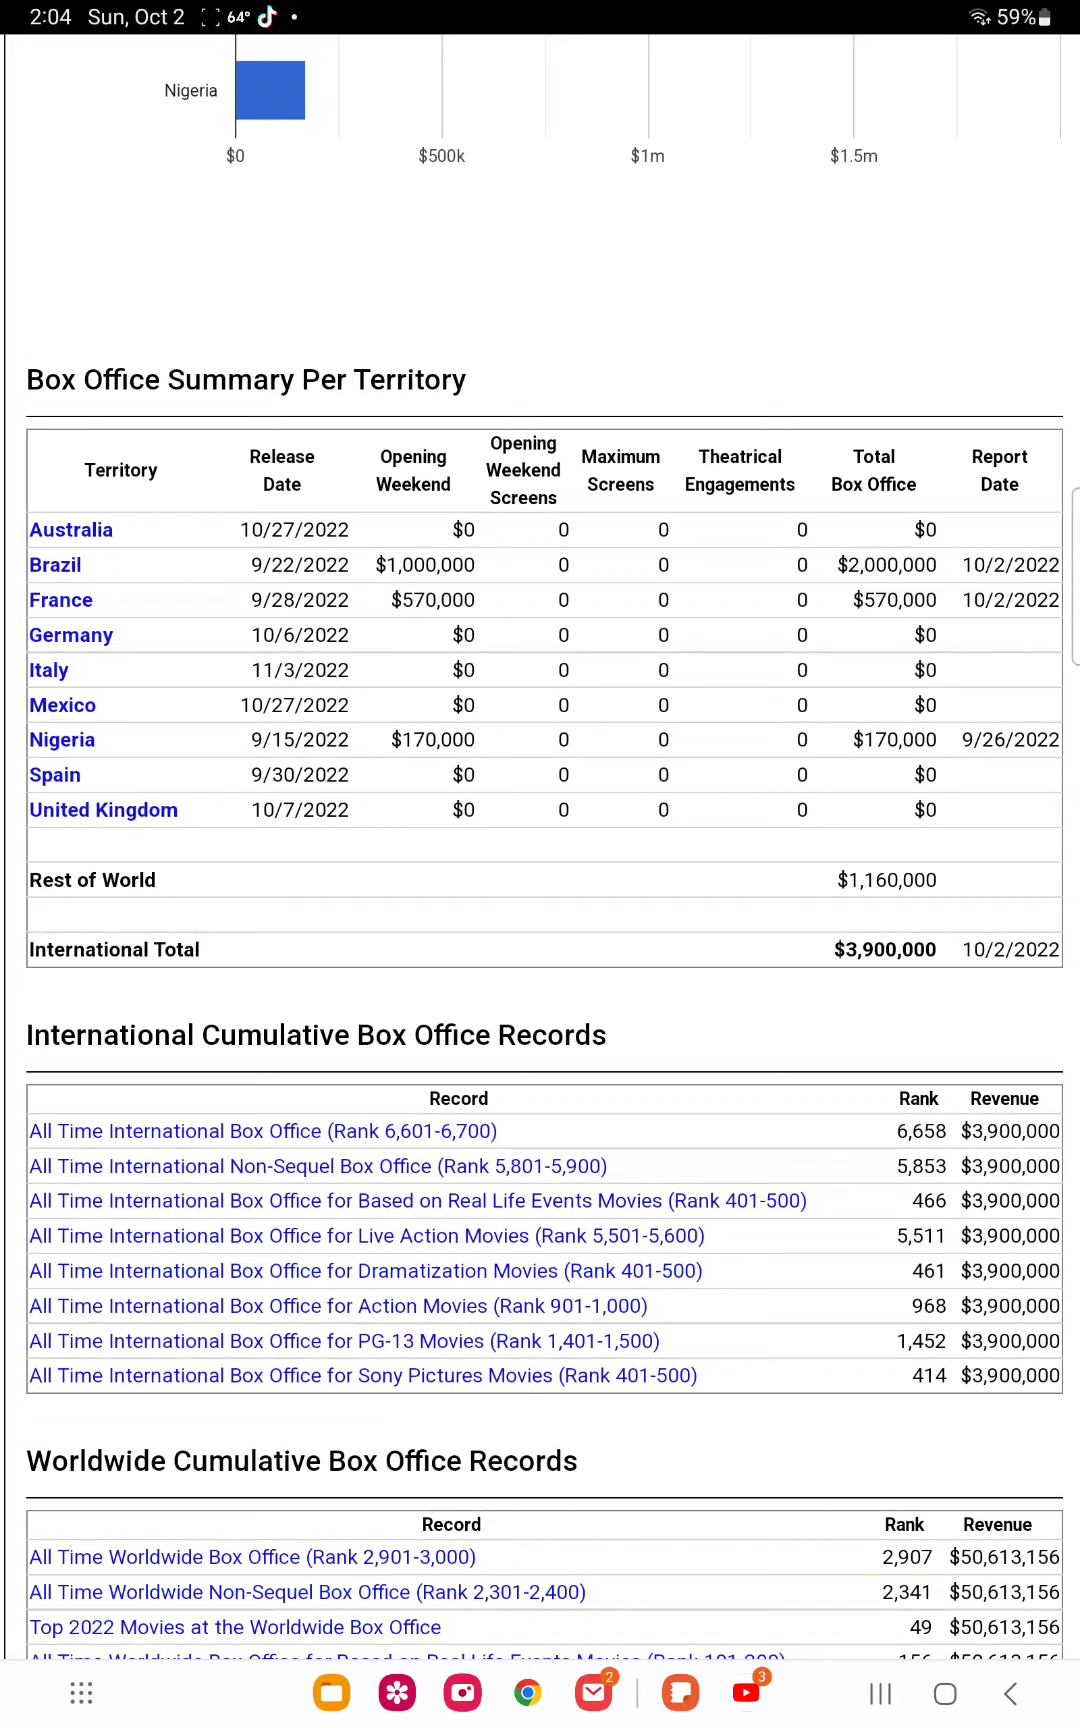 2:04 Sun, Oct 2 64° 59%
Nigeria
$0 $500k $1m $1.5m
Box Office Summary Per Territory
Territory Release Date Opening Weekend Opening Weekend Screens Maximum Screens Theatrical Engagements Total Box Office Report Date
Australia 10/27/2022 $0 0 0 0 $0
Brazil 9/22/2022 $1,000,000 0 0 0 $2,000,000 10/2/2022
France 9/28/2022 $570,000 0 0 0 $570,000 10/2/2022
Germany 10/6/2022 $0 0 0 0 $0
Italy 11/3/2022 $0 0 0 0 $0
Mexico 10/27/2022 $0 0 0 0 $0
Nigeria 9/15/2022 $170,000 0 0 0 $170,000 9/26/2022
Spain 9/30/2022 $0 0 0 0 $0
United Kingdom 10/7/2022 $0 0 0 0 $0
Rest of World $1,160,000
International Total $3,900,000 10/2/2022
International Cumulative Box Office Records
Record Rank Revenue
All Time International Box Office (Rank 6,601-6,700) 6,658 $3,900,000
All Time International Non-Sequel Box Office (Rank 5,801-5,900) 5,853 $3,900,000
All Time International Box Office for Based on Real Life Events Movies (Rank 401-500) 466 $3,900,000
All Time International Box Office for Live Action Movies (Rank 5,501-5,600) 5,511 $3,900,000
All Time International Box Office for Dramatization Movies (Rank 401-500) 461 $3,900,000
All Time International Box Office for Action Movies (Rank 901-1,000) 968 $3,900,000
All Time International Box Office for PG-13 Movies (Rank 1,401-1,500) 1,452 $3,900,000
All Time International Box Office for Sony Pictures Movies (Rank 401-500) 414 $3,900,000
Worldwide Cumulative Box Office Records
Record Rank Revenue
All Time Worldwide Box Office (Rank 2,901-3,000) 2,907 $50,613,156
All Time Worldwide Non-Sequel Box Office (Rank 2,301-2,400) 2,341 $50,613,156
Top 2022 Movies at the Worldwide Box Office 49 $50,613,156
2 3